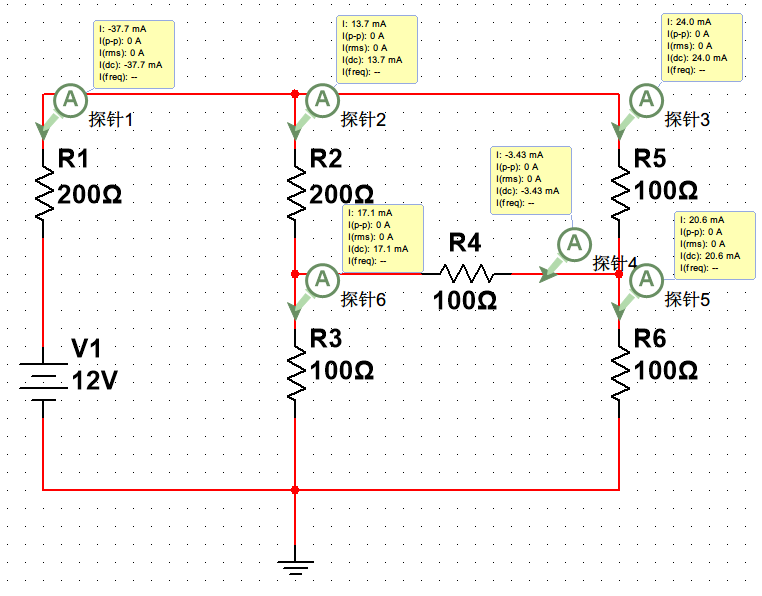 I: -37.7 mA
I(p-p): 0 A
I(rms): 0 A
I(dc): -37.7 mA
I(freq): --
A
探针1
I: 13.7 mA
I(p-p): 0 A
I(rms): 0 A
I(dc): 13.7 mA
I(freq): --
A
探针2
I: 24.0 mA
I(p-p): 0 A
I(rms): 0 A
I(dc): 24.0 mA
I(freq): --
A
探针3
R1
200Ω
R2
200Ω
R5
100Ω
I: -3.43 mA
I(p-p): 0 A
I(rms): 0 A
I(dc): -3.43 mA
I(freq): --
A
探针4
I: 17.1 mA
I(p-p): 0 A
I(rms): 0 A
I(dc): 17.1 mA
I(freq): --
A
探针6
R4
100Ω
I: 20.6 mA
I(p-p): 0 A
I(rms): 0 A
I(dc): 20.6 mA
I(freq): --
A
探针5
V1
12V
R3
100Ω
R6
100Ω